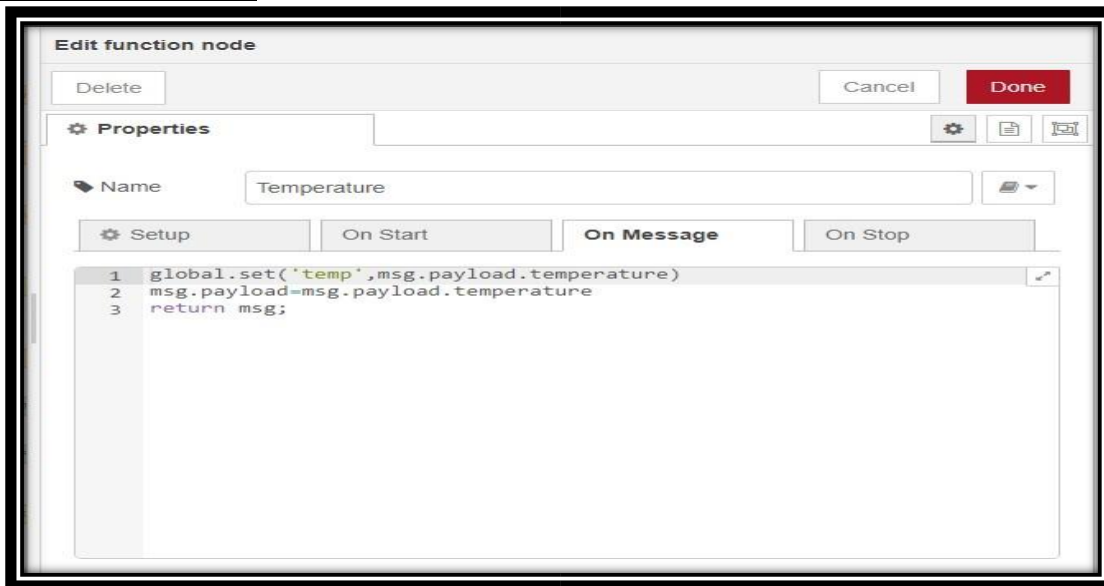 Edit function node
Delete Cancel Done
Properties
Name Temperature
Setup On Start On Message On Stop
1 global.set('temp',msg.payload.temperature)
2 msg.payload=msg.payload.temperature
3 return msg;